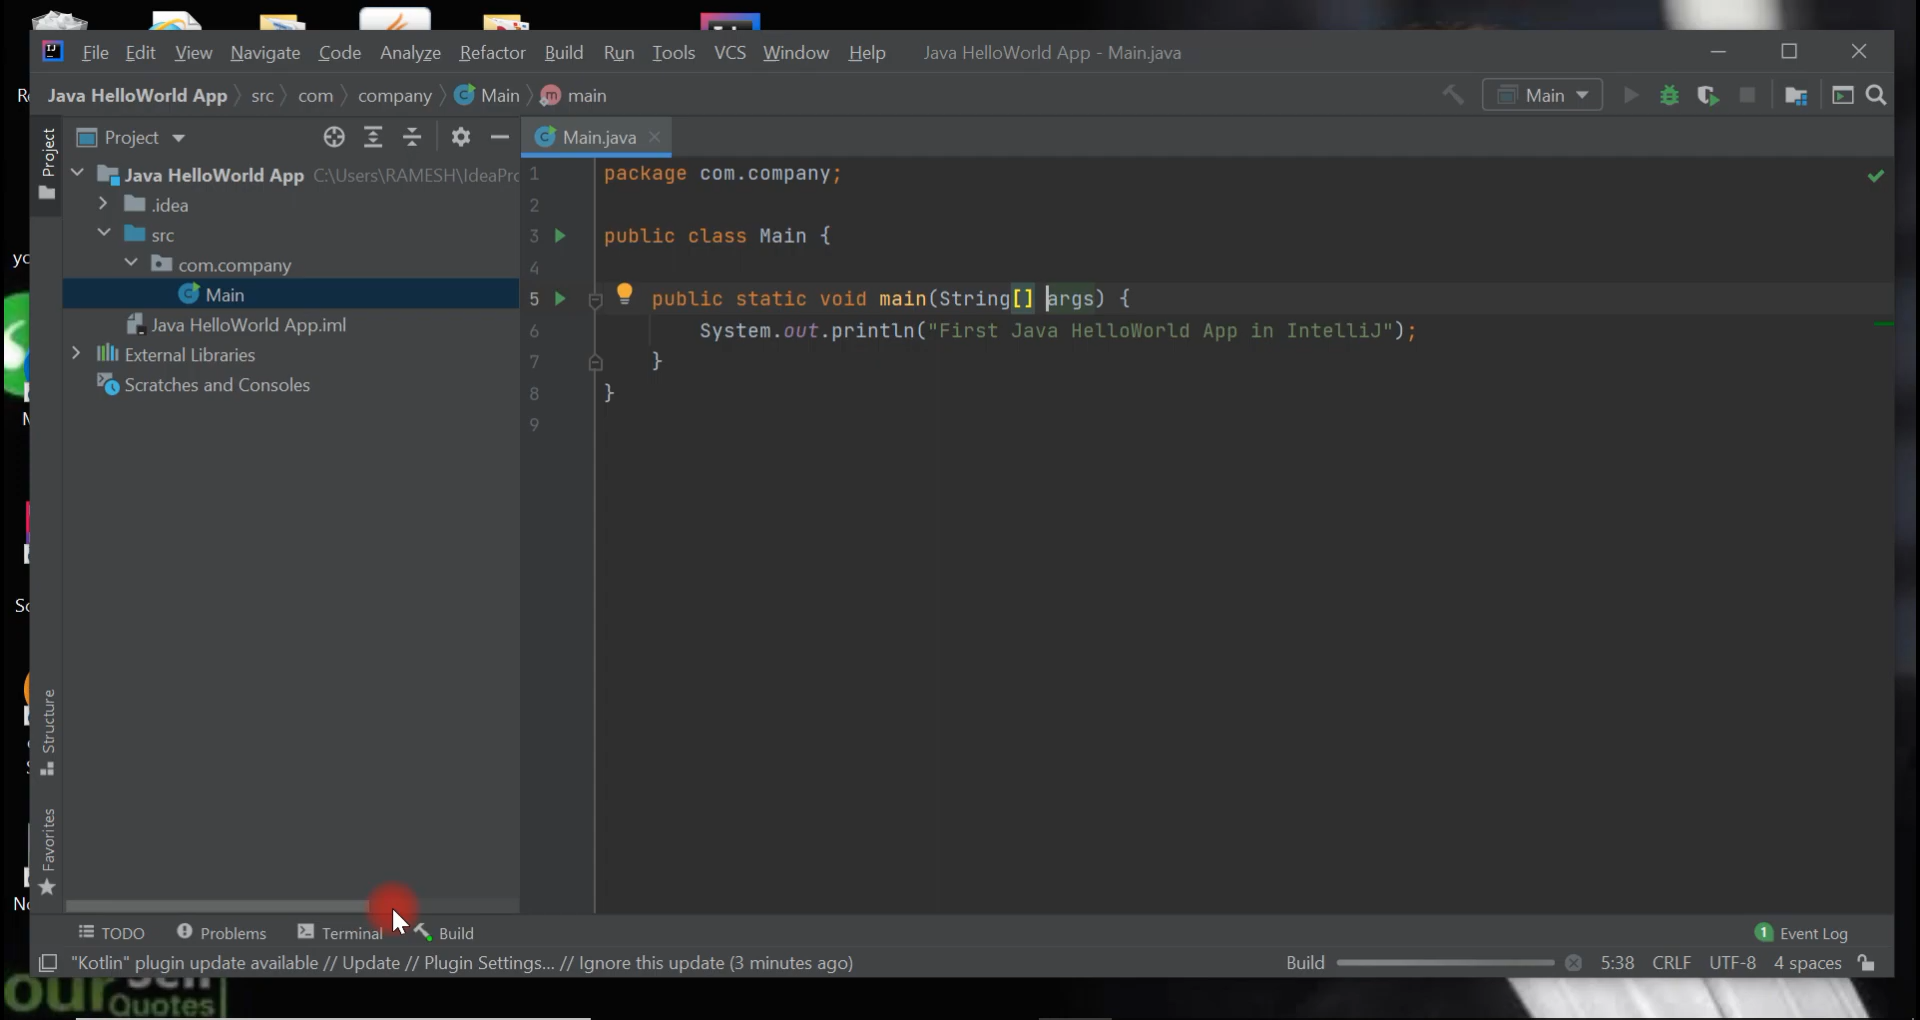 File Edit View Navigate Code Analyze Refactor Build Run Tools VCS Window Help Java HelloWorld App - Main.java
Java HelloWorld App src com company Main main Main
Project
Project
Main.java
Java HelloWorld App C:\Users\RAMESH\IdeaPro
.idea
src
com.company
Main
Java HelloWorld App.iml
External Libraries
Scratches and Consoles
1 package com.company;
2
3 public class Main {
4
5 public static void main(String[] args) {
6 System.out.println("First Java HelloWorld App in IntelliJ");
7 }
8 }
9
Structure
Favorites
TODO Problems Terminal Build 1 Event Log
"Kotlin" plugin update available // Update // Plugin Settings... // Ignore this update (3 minutes ago) Build 5:38 CRLF UTF-8 4 spaces
our Self
Quotes